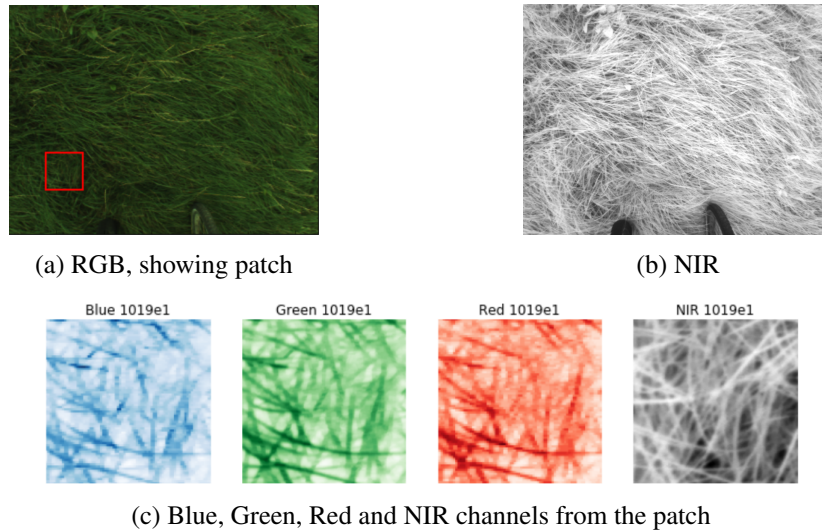 (a) RGB, showing patch
(b) NIR
Blue 1019e1
Green 1019e1
Red 1019e1
NIR 1019e1
(c) Blue, Green, Red and NIR channels from the patch